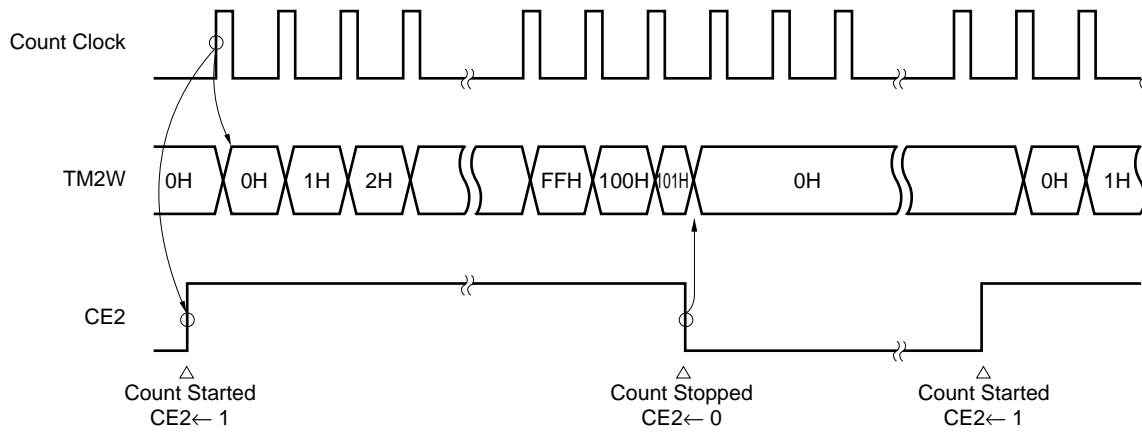 Count Clock
TM2W
0H
0H
1H
2H
FFH
100H
101H
0H
0H
1H
CE2
Count Started
CE2← 1
Count Stopped
CE2← 0
Count Started
CE2← 1